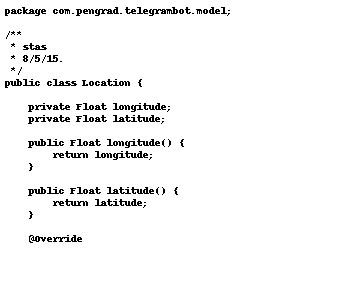 package com.pengrad.telegrambot.model;

/**
 * stas
 * 8/5/15.
 */
public class Location {

    private Float longitude;
    private Float latitude;

    public Float longitude() {
        return longitude;
    }

    public Float latitude() {
        return latitude;
    }

    @Override